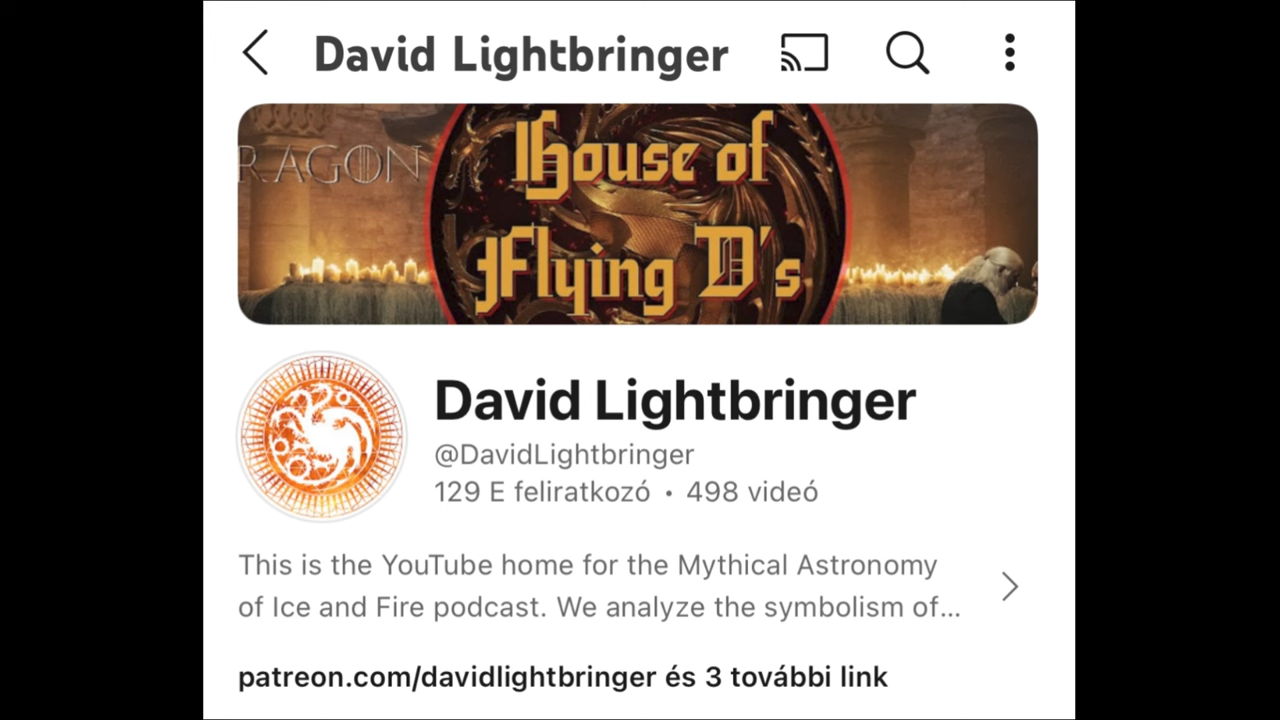 David Lightbringer
RAGON
House of
Flying D's
David Lightbringer
@DavidLightbringer
129 E feliratkozó • 498 videó
This is the YouTube home for the Mythical Astronomy
of Ice and Fire podcast. We analyze the symbolism of...
patreon.com/davidlightbringer és 3 további link